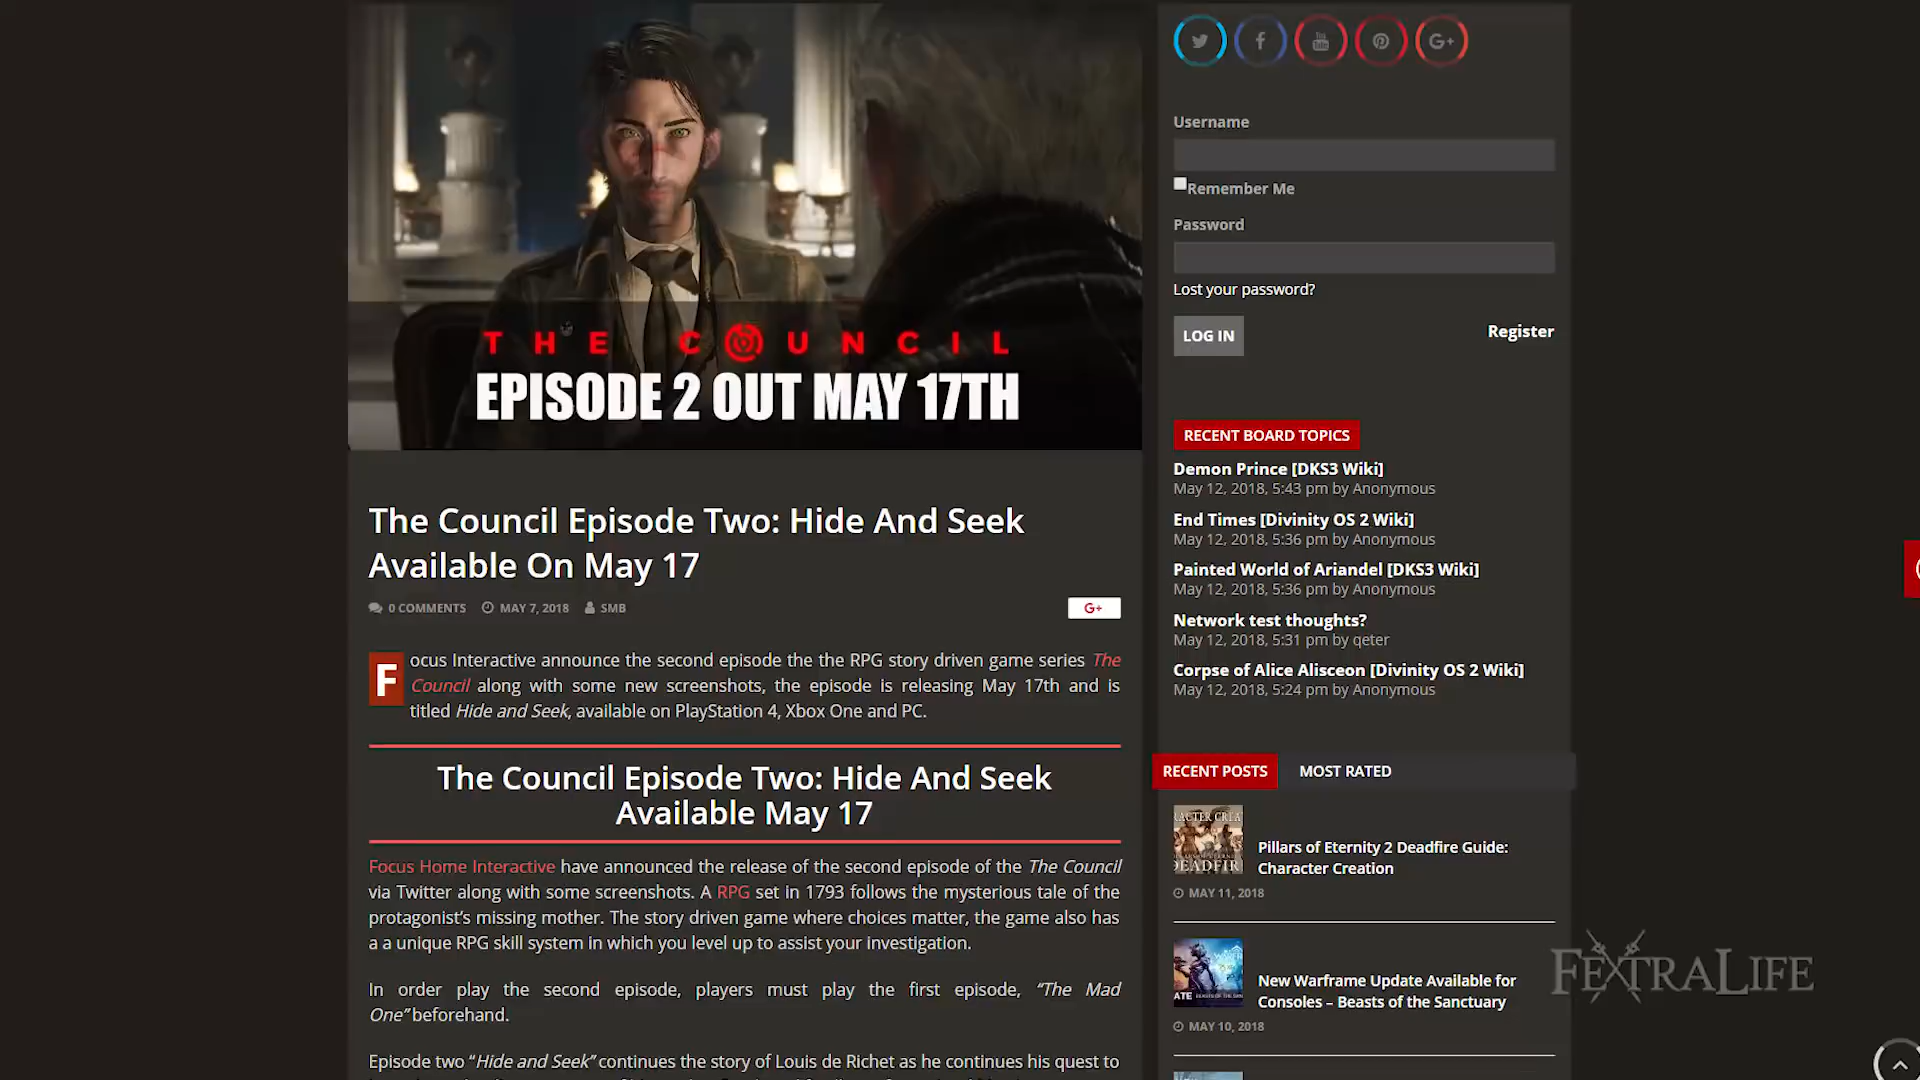 THE COUNCIL
EPISODE 2 OUT MAY 17TH
The Council Episode Two: Hide And Seek
Available On May 17
0 COMMENTS MAY 7, 2018 SMB
G+
Focus Interactive announce the second episode the the RPG story driven game series The
Council along with some new screenshots, the episode is releasing May 17th and is
titled Hide and Seek, available on PlayStation 4, Xbox One and PC.
The Council Episode Two: Hide And Seek
Available May 17
Focus Home Interactive have announced the release of the second episode of the The Council
via Twitter along with some screenshots. A RPG set in 1793 follows the mysterious tale of the
protagonist’s missing mother. The story driven game where choices matter, the game also has
a a unique RPG skill system in which you level up to assist your investigation.
In order play the second episode, players must play the first episode, “The Mad
One” beforehand.
Episode two “Hide and Seek” continues the story of Louis de Richet as he continues his quest to
You Tube
G+
Username
Remember Me
Password
Lost your password?
LOG IN
Register
RECENT BOARD TOPICS
Demon Prince [DKS3 Wiki]
May 12, 2018, 5:43 pm by Anonymous
End Times [Divinity OS 2 Wiki]
May 12, 2018, 5:36 pm by Anonymous
Painted World of Ariandel [DKS3 Wiki]
May 12, 2018, 5:36 pm by Anonymous
Network test thoughts?
May 12, 2018, 5:31 pm by qeter
Corpse of Alice Alisceon [Divinity OS 2 Wiki]
May 12, 2018, 5:24 pm by Anonymous
RECENT POSTS MOST RATED
Pillars of Eternity 2 Deadfire Guide:
Character Creation
MAY 11, 2018
New Warframe Update Available for
Consoles – Beasts of the Sanctuary
MAY 10, 2018
FEXTRALIFE